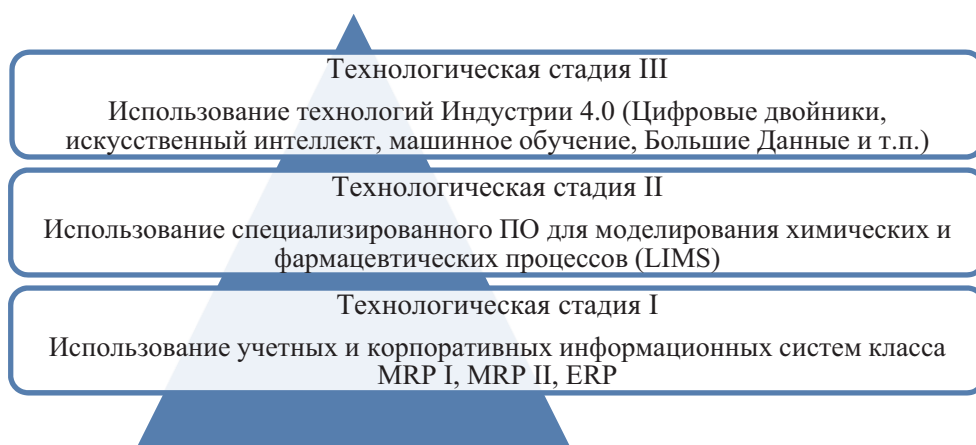 Технологическая стадия III
Использование технологий Индустрии 4.0 (Цифровые двойники,
искусственный интеллект, машинное обучение, Большие Данные и т.п.)
Технологическая стадия II
Использование специализированного ПО для моделирования химических и
фармацевтических процессов (LIMS)
Технологическая стадия I
Использование учетных и корпоративных информационных систем класса
MRP I, MRP II, ERP